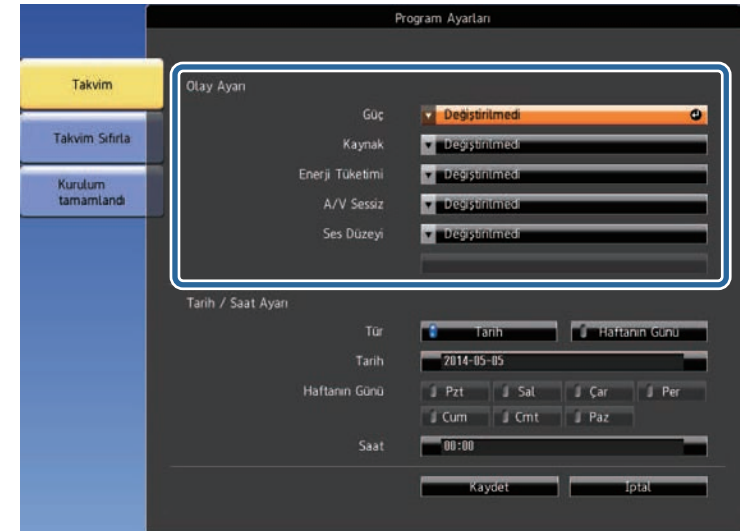 Program Ayarları
Takvim
Takvim Sıfırla
Kurulum
tamamlandı
Olay Ayarı
Güç Değiştirilmedi
Kaynak Değiştirilmedi
Enerji Tüketimi Değiştirilmedi
A/V Sessiz Değiştirilmedi
Ses Düzeyi Değiştirilmedi
Tarih / Saat Ayarı
Tür Tarih Haftanın Günü
Tarih 2014-05-05
Haftanın Günü Pzt Sal Çar Per
Cum Cmt Paz
Saat 00:00
Kaydet İptal